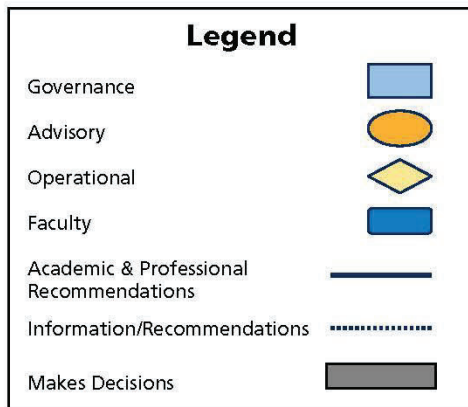 Legend
Governance
Advisory
Operational
Faculty
Academic & Professional
Recommendations
Information/Recommendations
Makes Decisions